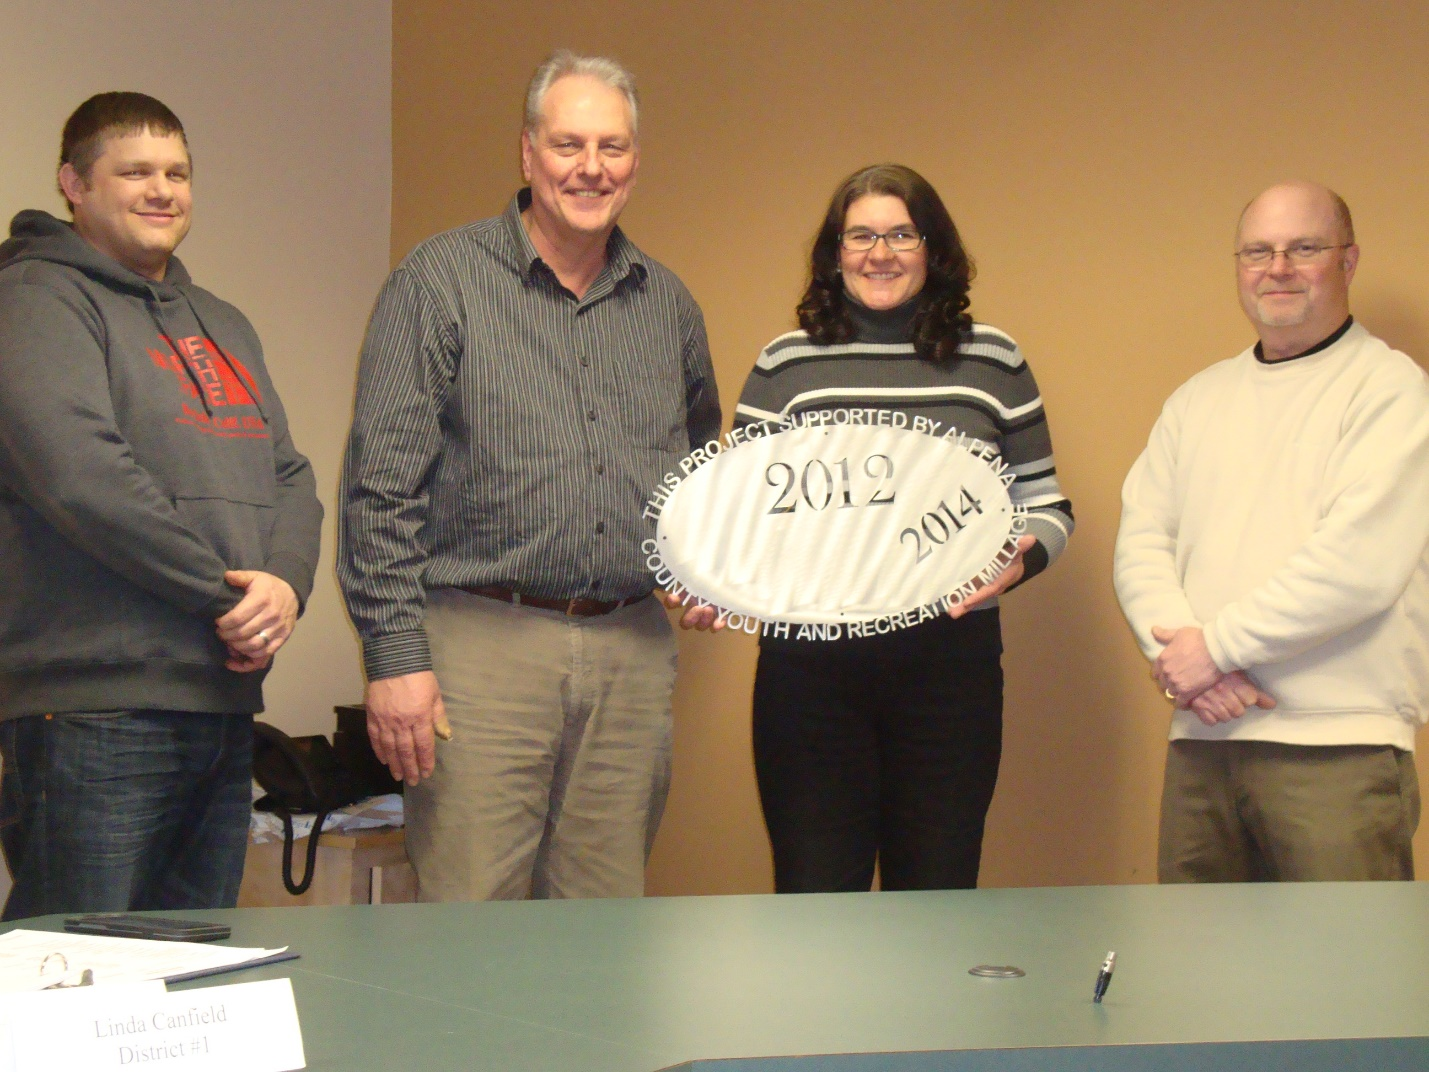 THIS PROJECT SUPPORTED BY ALPENA
COUNTY YOUTH AND RECREATION MILLAGE
2012
2014
Linda Canfield
District #1